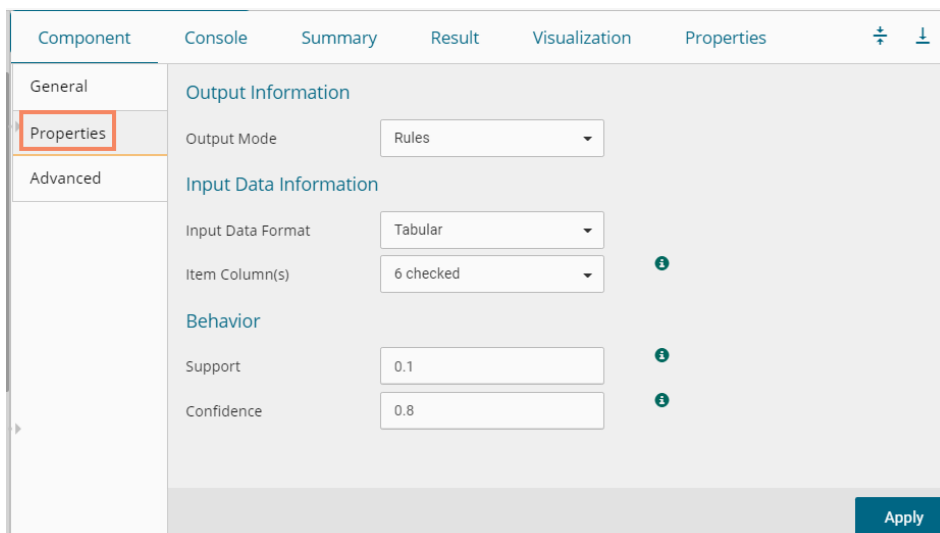 Component Console Summary Result Visualization Properties
General
Properties
Advanced
Output Information
Output Mode Rules
Input Data Information
Input Data Format Tabular
Item Column(s) 6 checked
Behavior
Support 0.1
Confidence 0.8
Apply